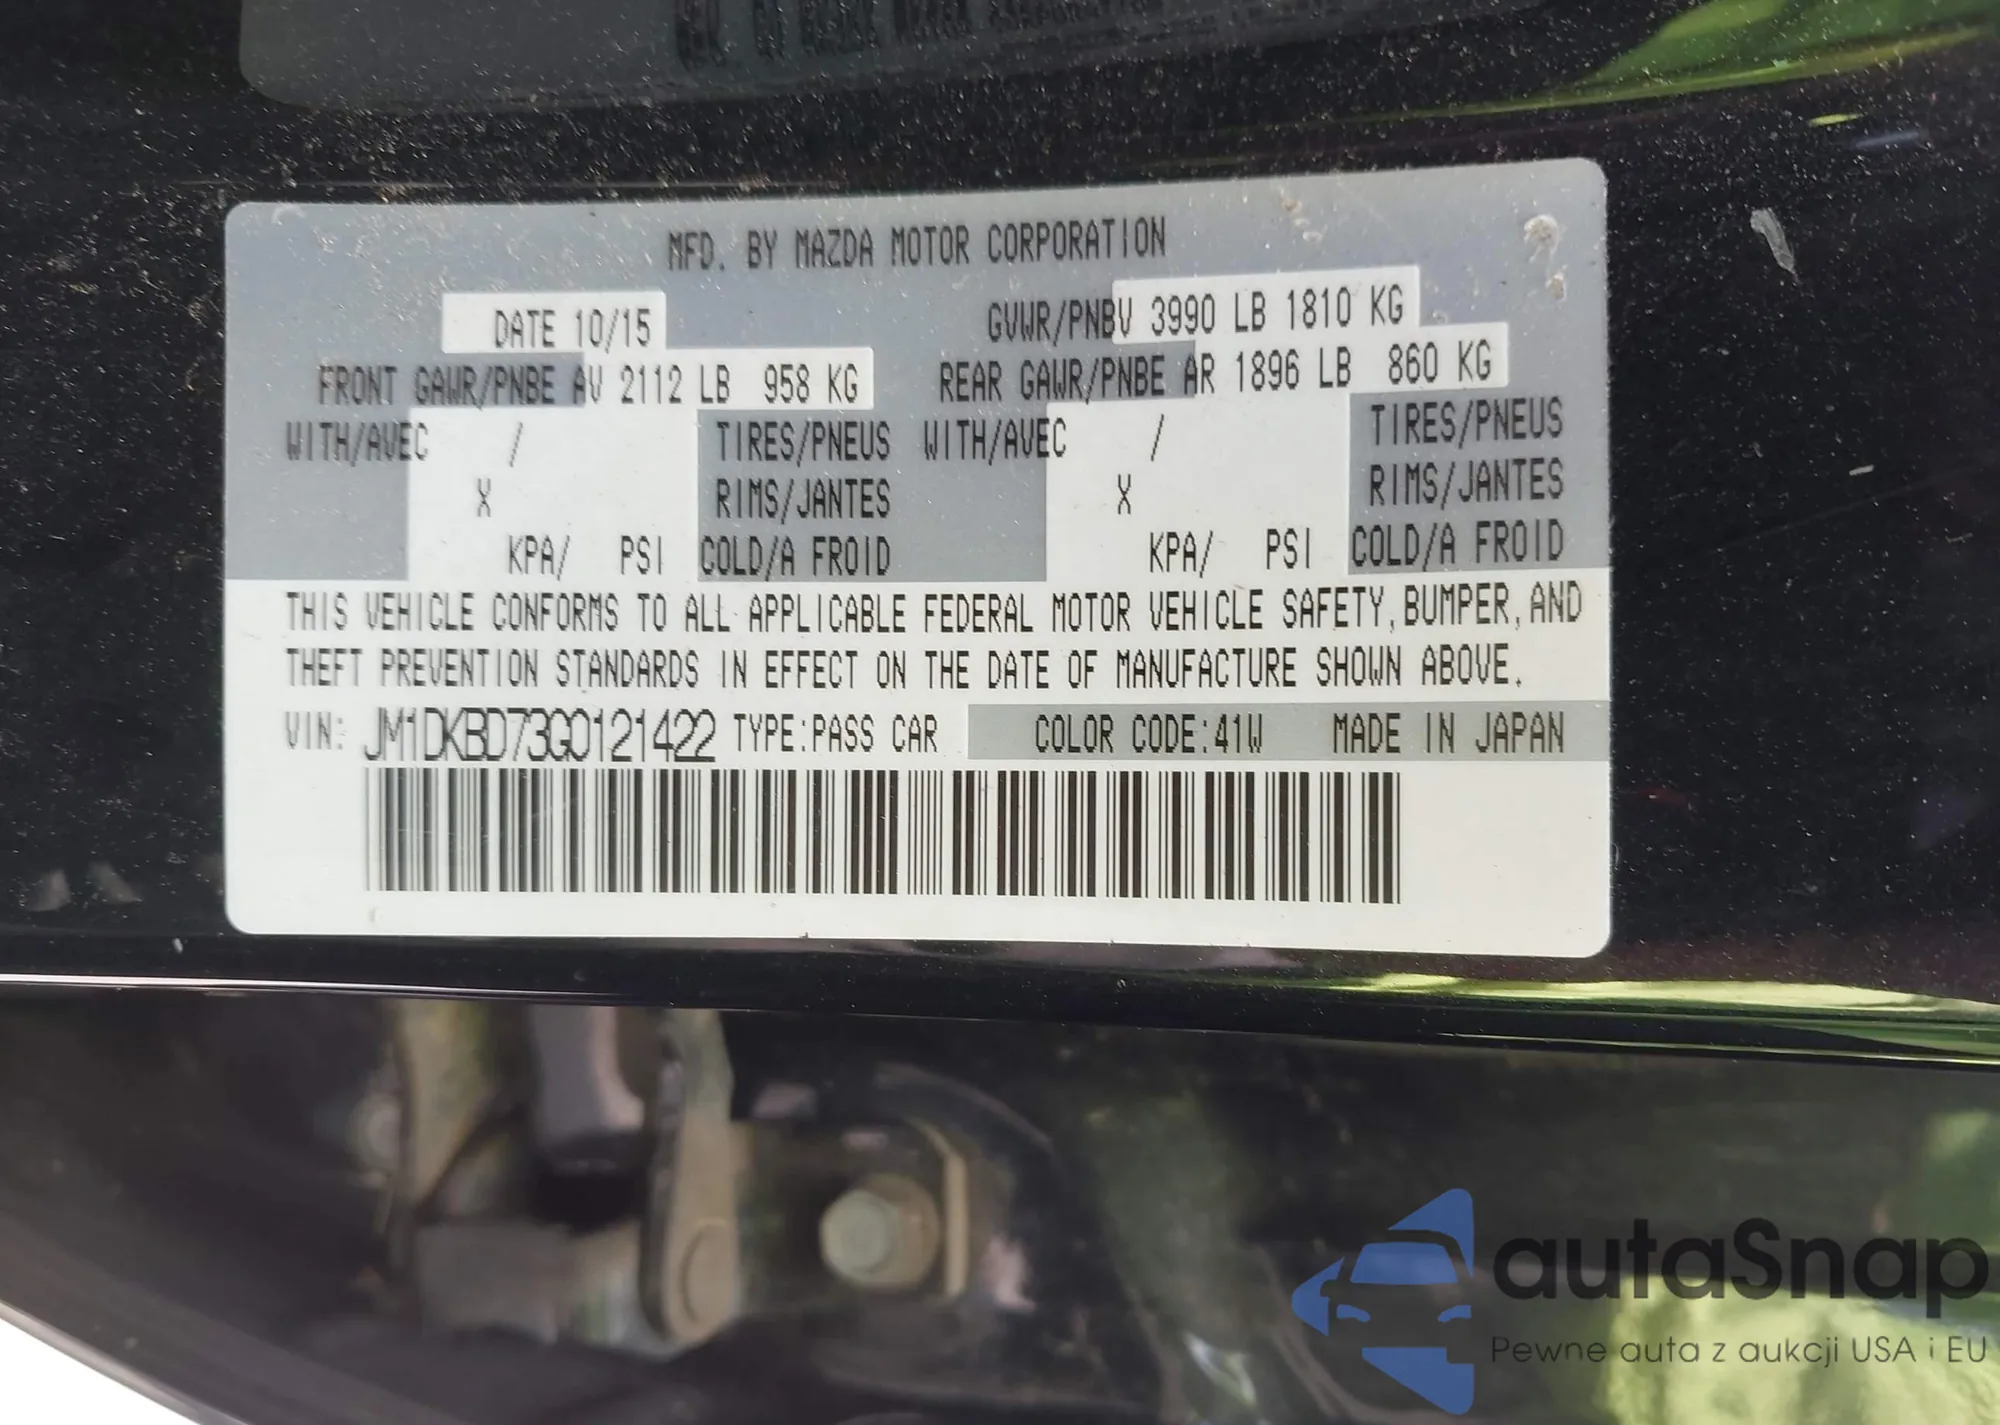 MFD. BY MAZDA MOTOR CORPORATION
DATE 10/15 GVWR/PNBV 3990 LB 1810 KG
FRONT GAWR/PNBE AV 2112 LB 958 KG REAR GAWR/PNBE AR 1896 LB 860 KG
WITH/AVEC / TIRES/PNEUS WITH/AVEC / TIRES/PNEUS
X RIMS/JANTES X RIMS/JANTES
KPA/ PSI COLD/A FROID KPA/ PSI COLD/A FROID
THIS VEHICLE CONFORMS TO ALL APPLICABLE FEDERAL MOTOR VEHICLE SAFETY, BUMPER, AND
THEFT PREVENTION STANDARDS IN EFFECT ON THE DATE OF MANUFACTURE SHOWN ABOVE.
VIN: JM1DKBD73G0121422 TYPE:PASS CAR COLOR CODE:41W MADE IN JAPAN
autaSnap
Pewne auta z aukcji USA i EU